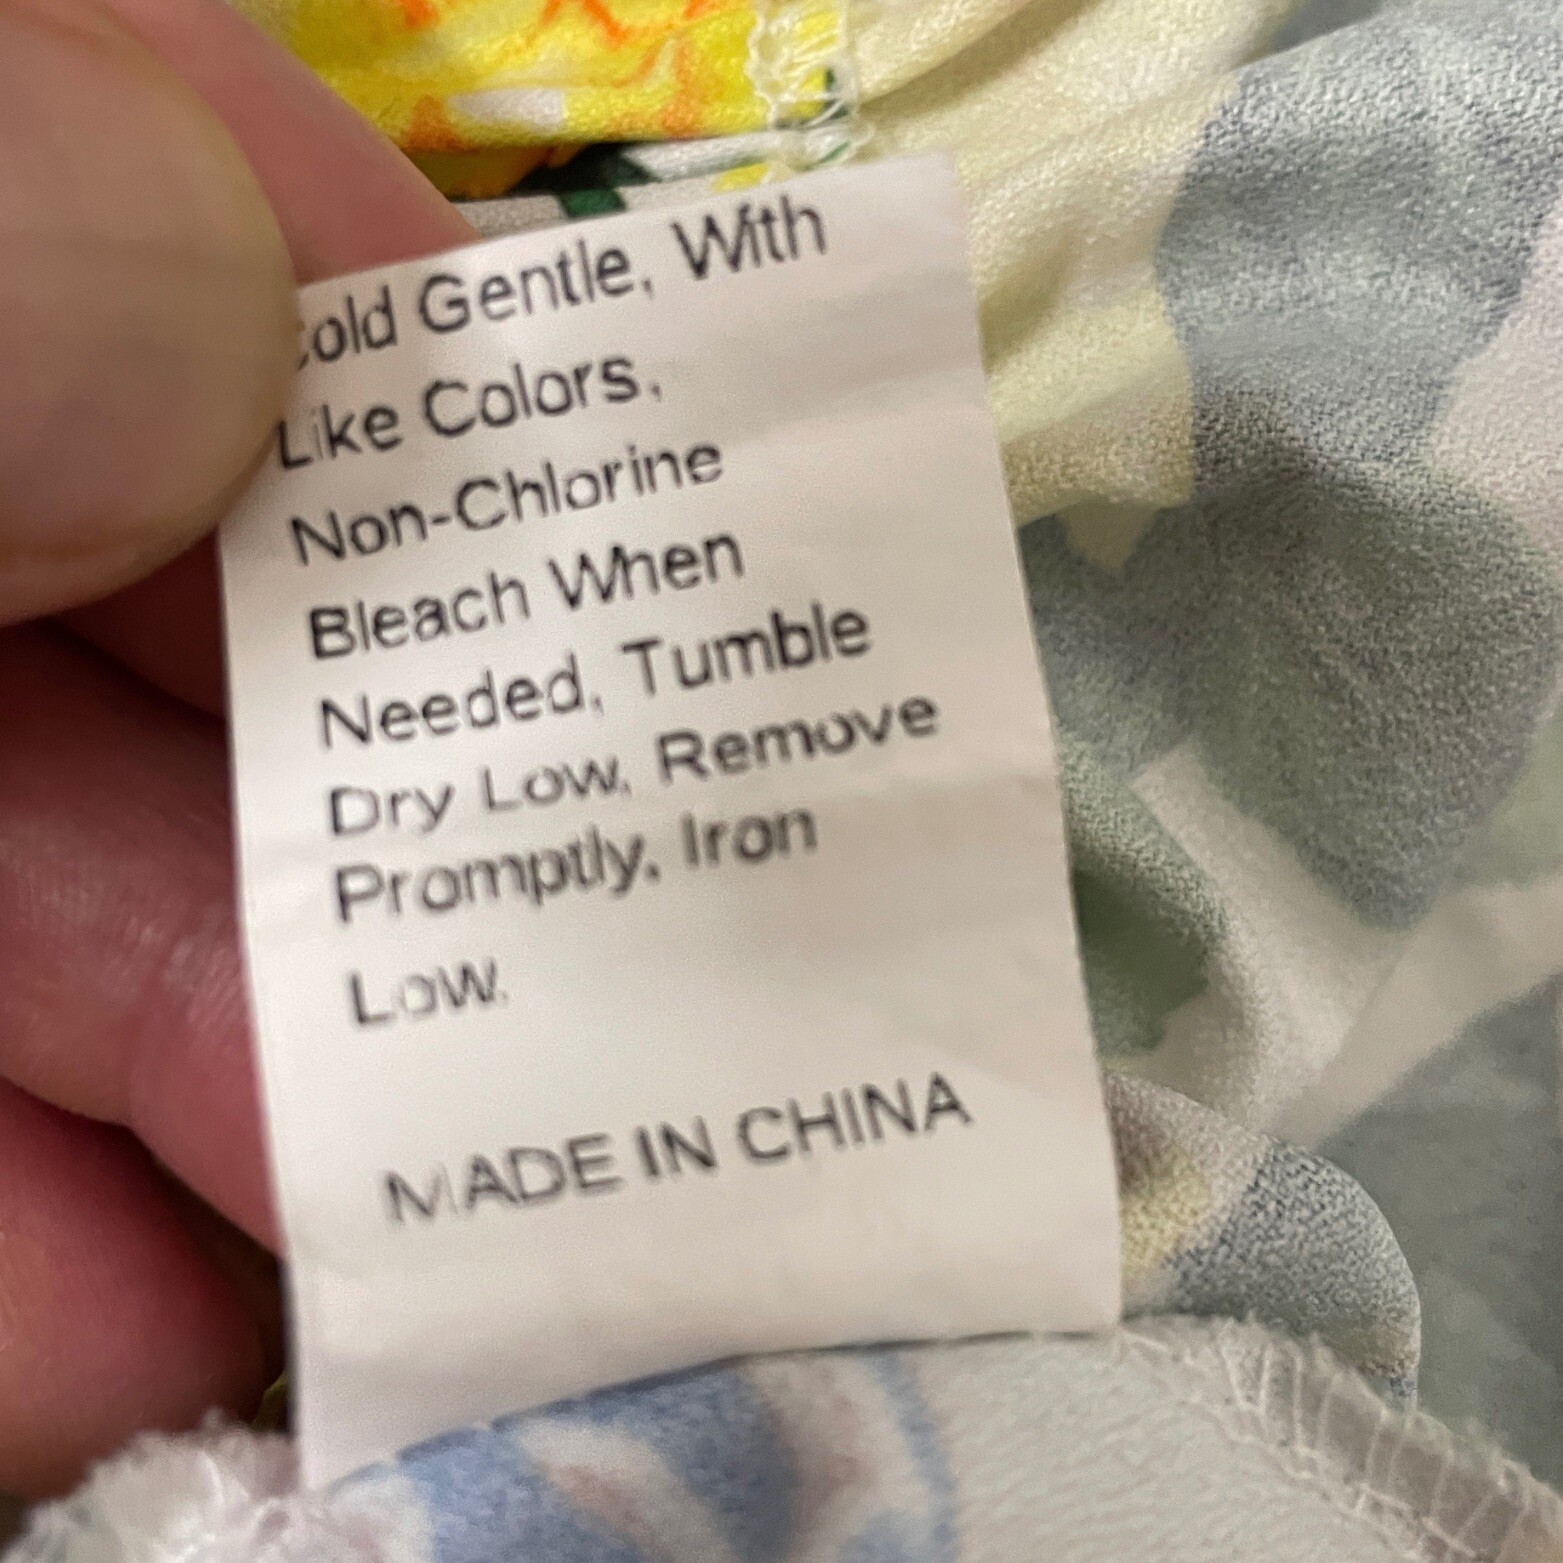 Cold Gentle, With
Like Colors,
Non-Chlorine
Bleach When
Needed, Tumble
Dry Low, Remove
Promptly, Iron
Low.
MADE IN CHINA